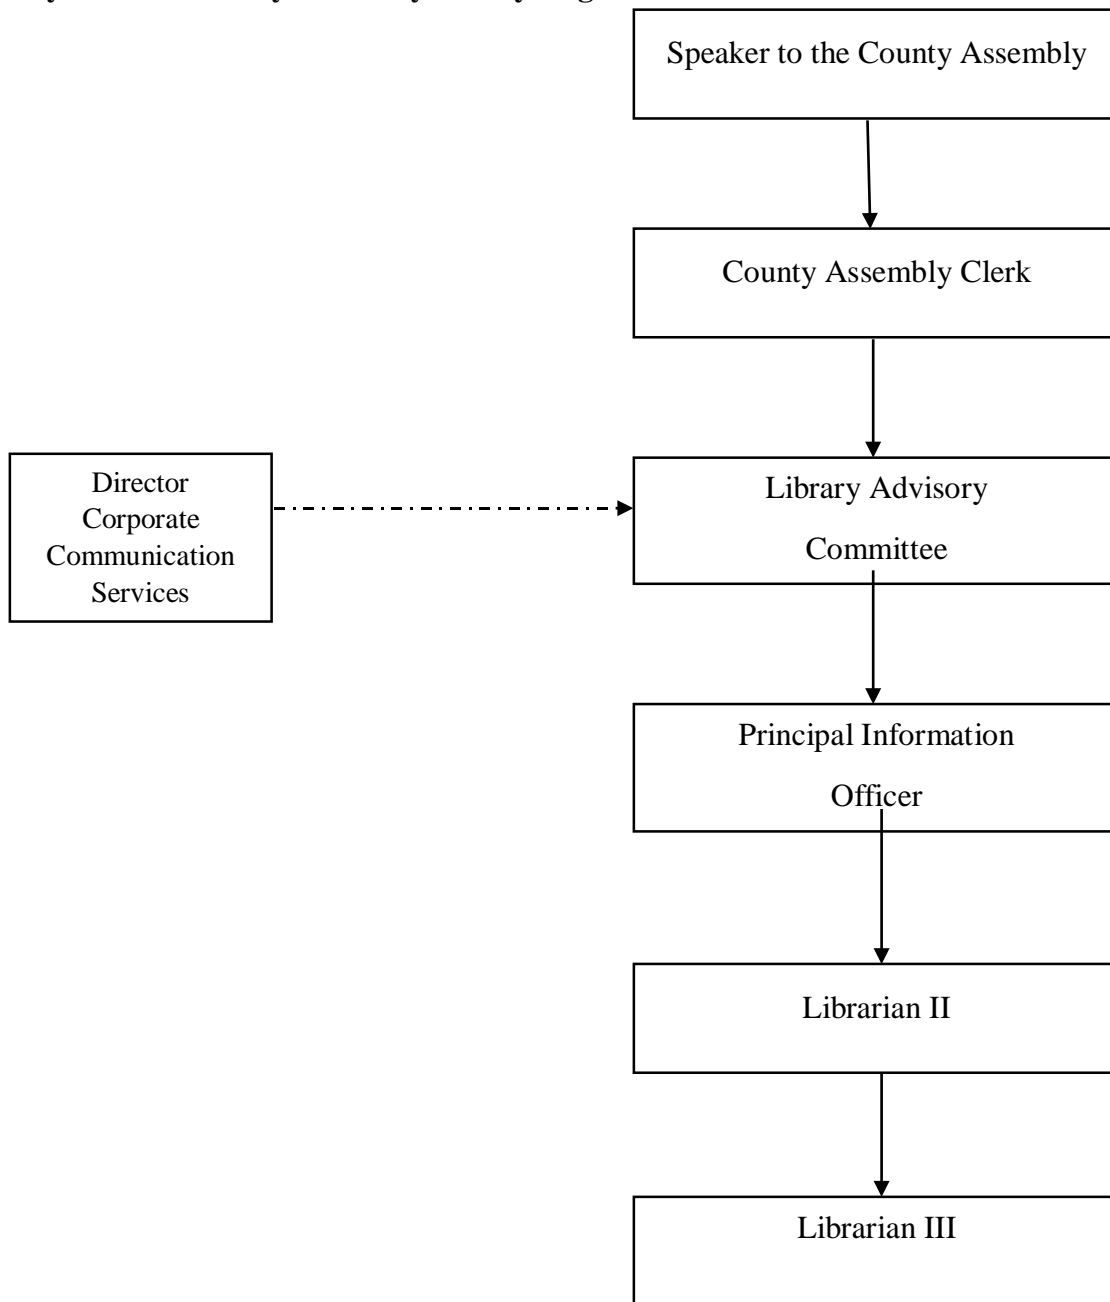 Speaker to the County Assembly
County Assembly Clerk
Director
Corporate
Communication
Services
Library Advisory
Committee
Principal Information
Officer
Librarian II
Librarian III